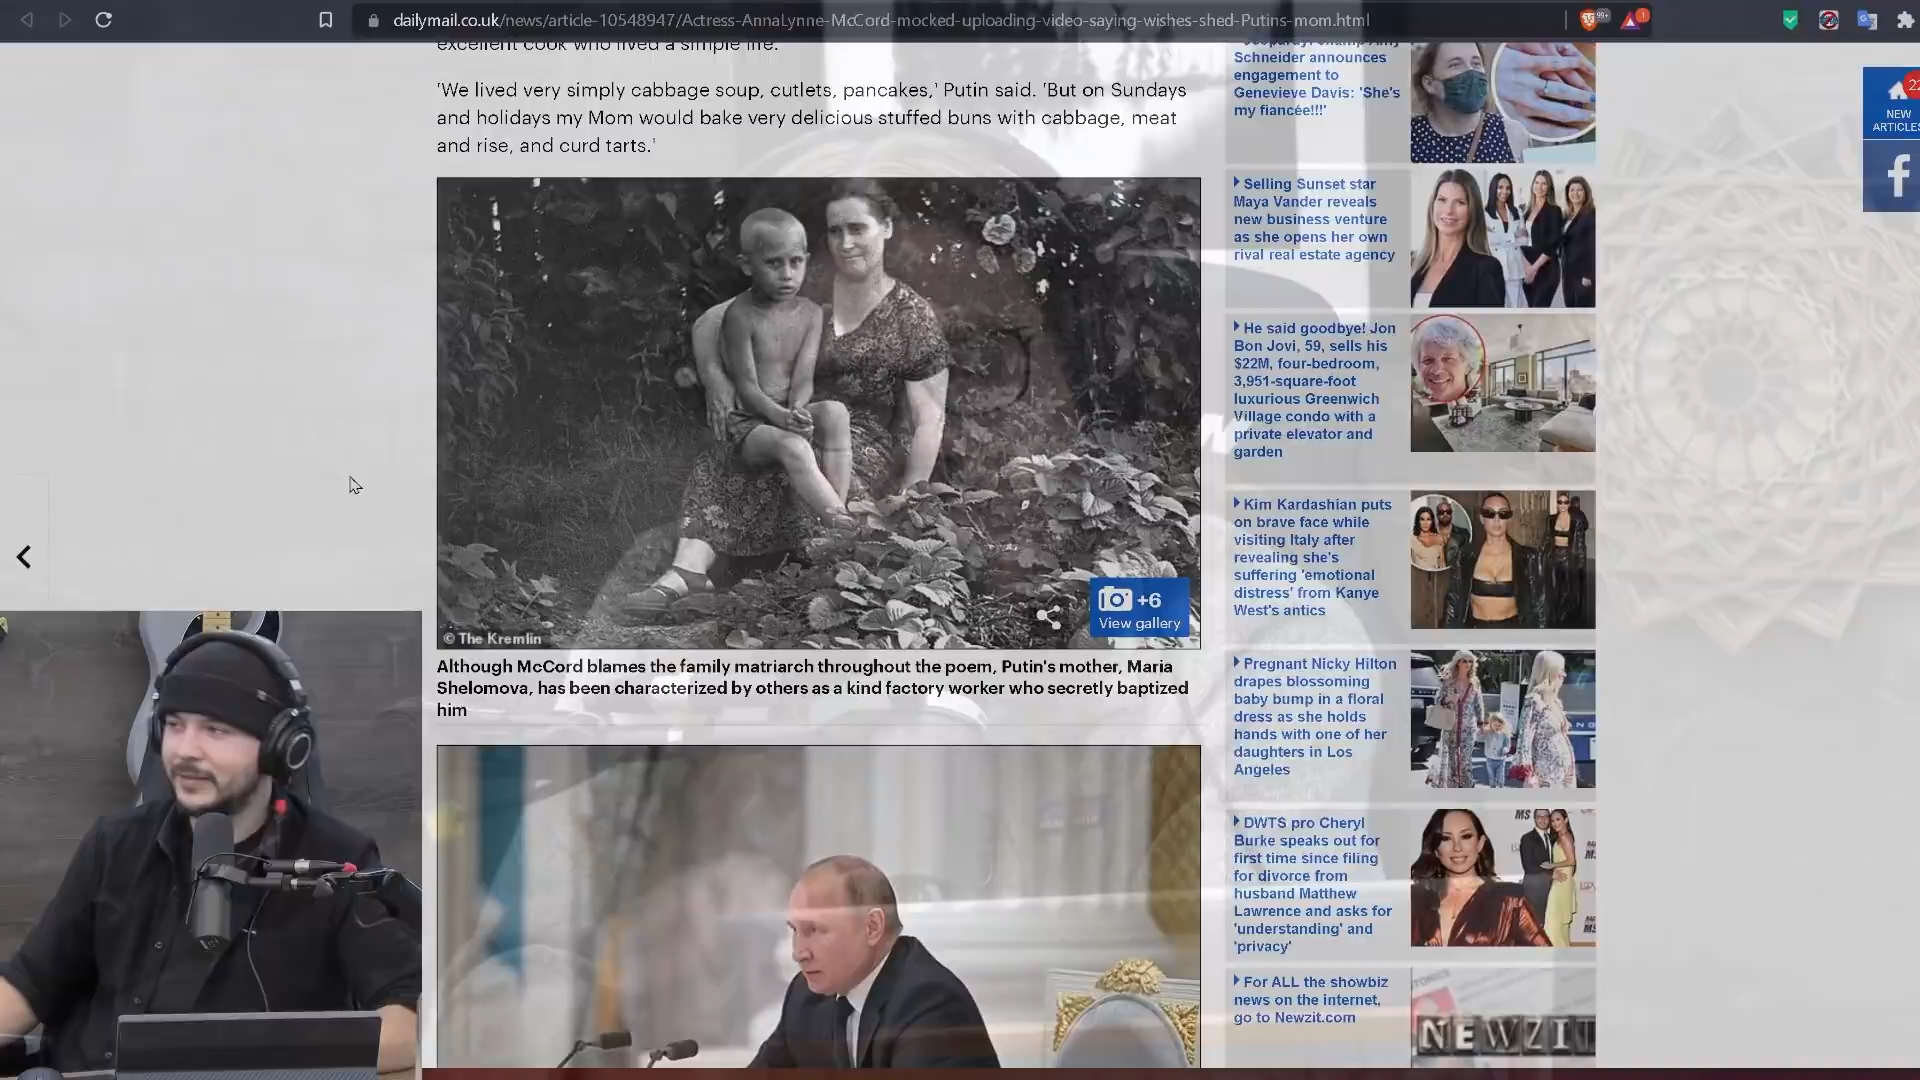 dailymail.co.uk/news/article-10548947/Actress-AnnaLynne-McCord-mocked-uploading-video-saying-wishes-shed-Putins-mom.html
99+
1
excellent cook who lived a simple life.
'We lived very simply cabbage soup, cutlets, pancakes,' Putin said. 'But on Sundays
and holidays my Mom would bake very delicious stuffed buns with cabbage, meat
and rise, and curd tarts.'
+6
View gallery
© The Kremlin
Although McCord blames the family matriarch throughout the poem, Putin's mother, Maria
Shelomova, has been characterized by others as a kind factory worker who secretly baptized
him
Schneider announces
engagement to
Genevieve Davis: 'She's
my fiancée!!!'
Selling Sunset star
Maya Vander reveals
new business venture
as she opens her own
rival real estate agency
He said goodbye! Jon
Bon Jovi, 59, sells his
$22M, four-bedroom,
3,951-square-foot
luxurious Greenwich
Village condo with a
private elevator and
garden
Kim Kardashian puts
on brave face while
visiting Italy after
revealing she's
suffering 'emotional
distress' from Kanye
West's antics
Pregnant Nicky Hilton
drapes blossoming
baby bump in a floral
dress as she holds
hands with one of her
daughters in Los
Angeles
DWTS pro Cheryl
Burke speaks out for
first time since filing
for divorce from
husband Matthew
Lawrence and asks for
'understanding' and
'privacy'
For ALL the showbiz
news on the internet,
go to Newzit.com
NEWZIT
22
NEW
ARTICLES
f